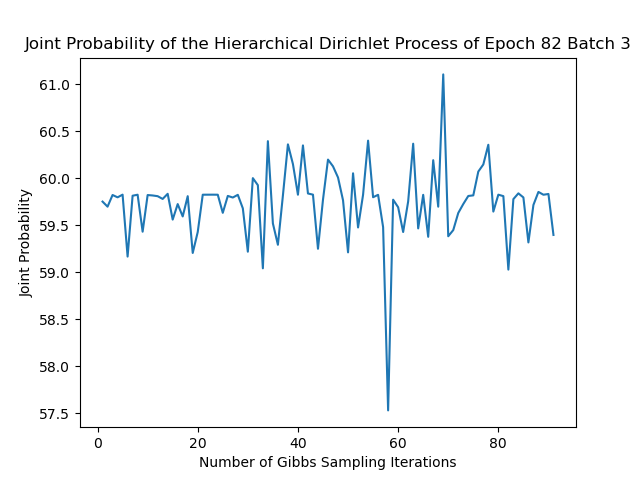 Joint Probability of the Hierarchical Dirichlet Process of Epoch 82 Batch 3
61.0
60.5
60.0
59.5
59.0
58.5
58.0
57.5
Joint Probability
0 20 40 60 80
Number of Gibbs Sampling Iterations